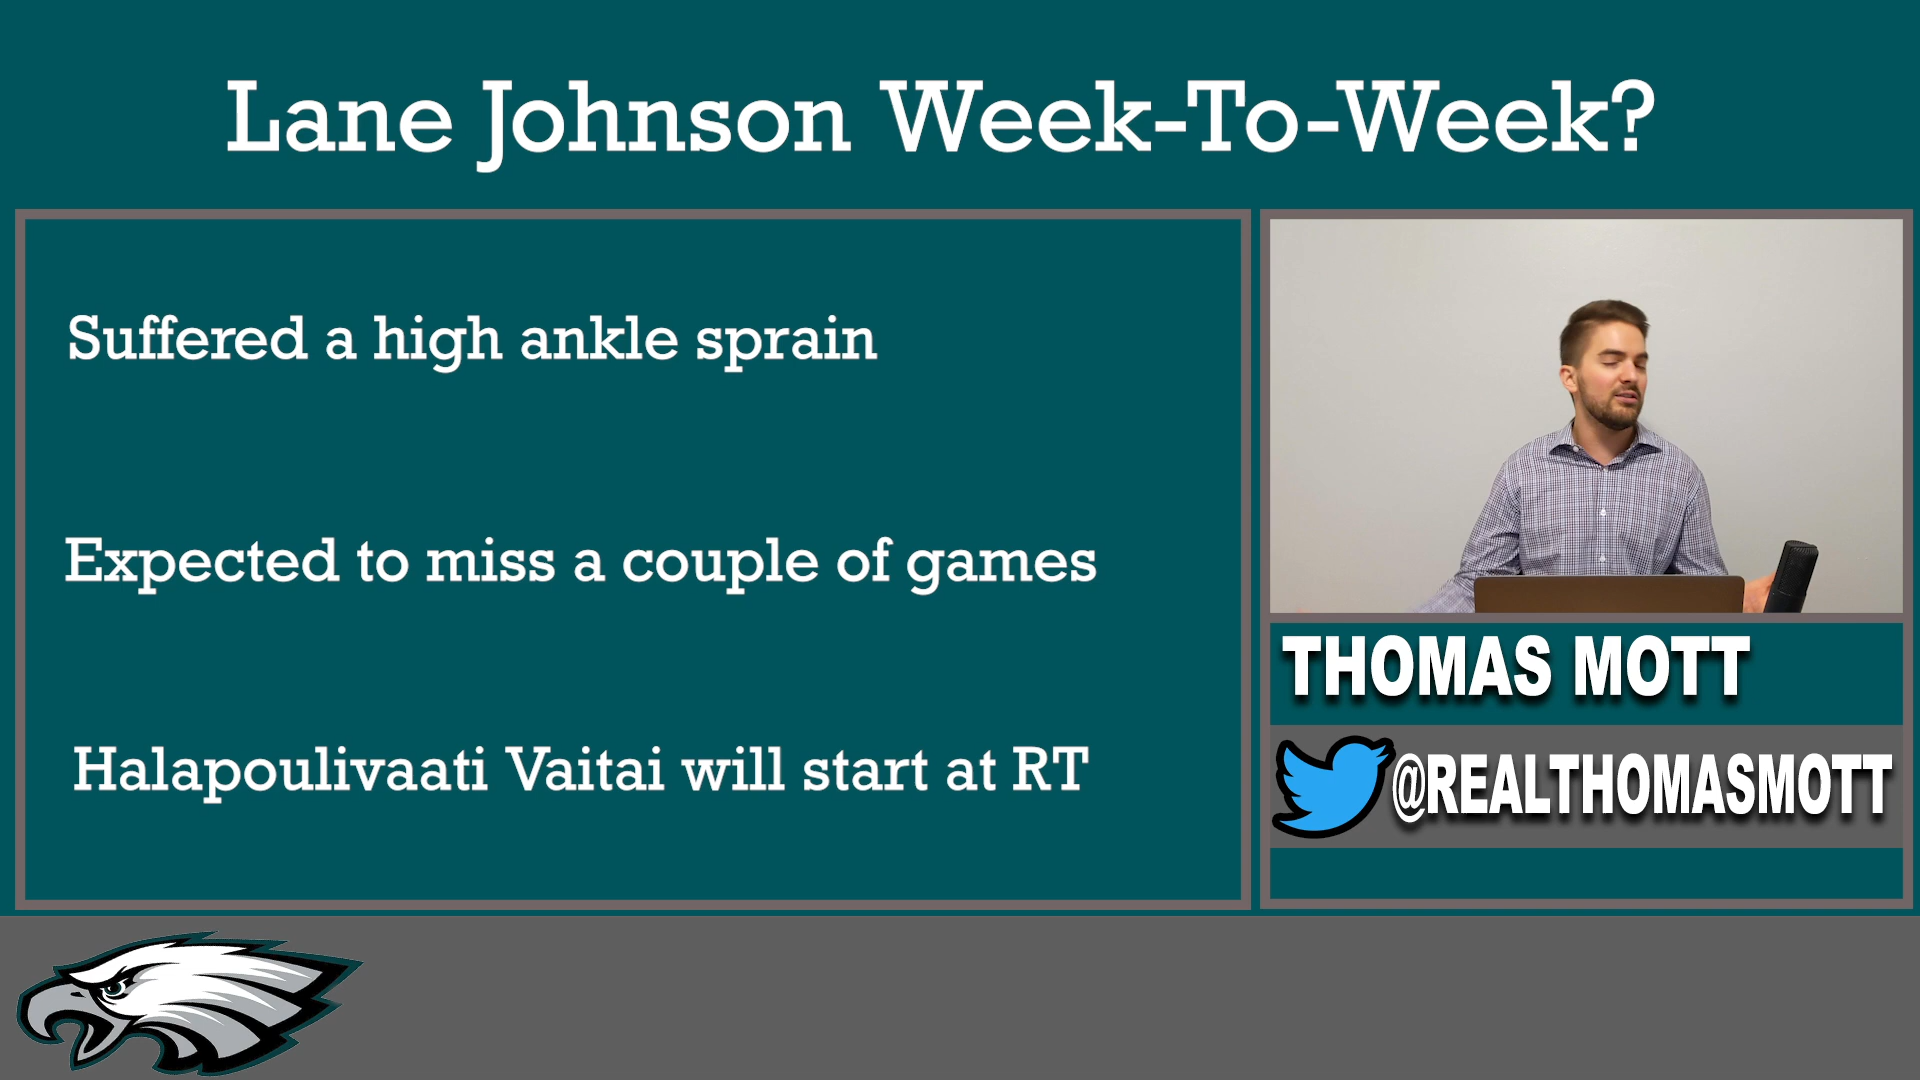 Lane Johnson Week-To-Week?
Suffered a high ankle sprain
Expected to miss a couple of games
Halapoulivaati Vaitai will start at RT
THOMAS MOTT
@REALTHOMASMOTT